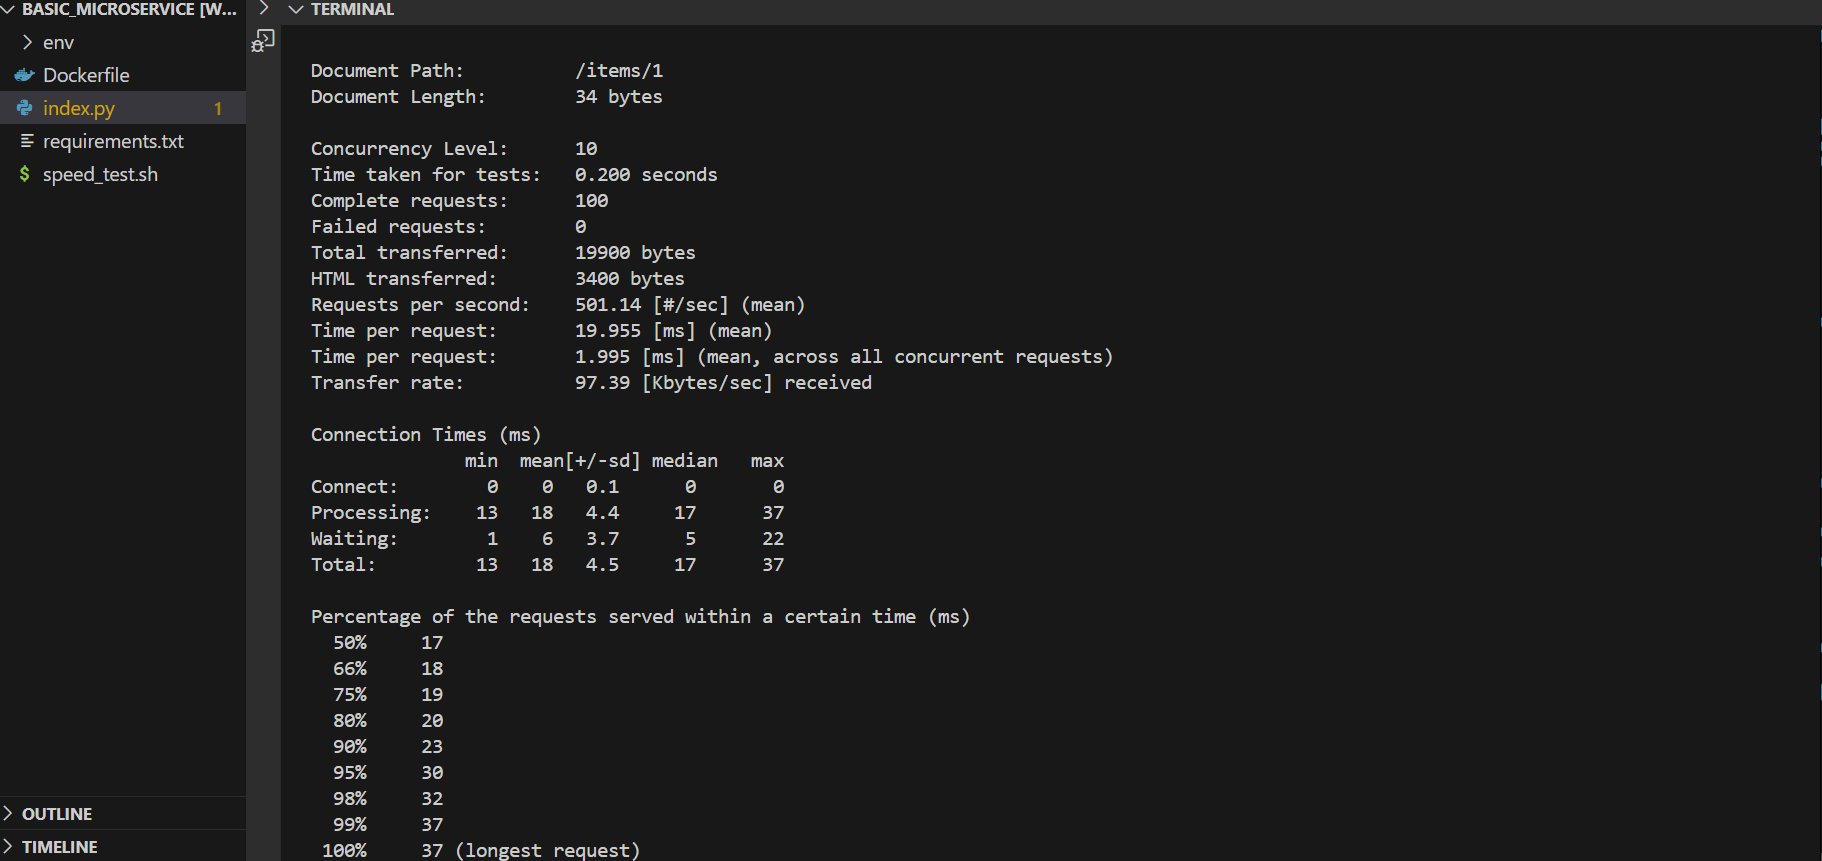 BASIC_MICROSERVICE [W...
env
Dockerfile
index.py 1
requirements.txt
$ speed_test.sh
OUTLINE
TIMELINE
TERMINAL
Document Path: /items/1
Document Length: 34 bytes
Concurrency Level: 10
Time taken for tests: 0.200 seconds
Complete requests: 100
Failed requests: 0
Total transferred: 19900 bytes
HTML transferred: 3400 bytes
Requests per second: 501.14 [#/sec] (mean)
Time per request: 19.955 [ms] (mean)
Time per request: 1.995 [ms] (mean, across all concurrent requests)
Transfer rate: 97.39 [Kbytes/sec] received
Connection Times (ms)
min mean[+/-sd] median max
Connect: 0 0 0.1 0 0
Processing: 13 18 4.4 17 37
Waiting: 1 6 3.7 5 22
Total: 13 18 4.5 17 37
Percentage of the requests served within a certain time (ms)
50% 17
66% 18
75% 19
80% 20
90% 23
95% 30
98% 32
99% 37
100% 37 (longest request)